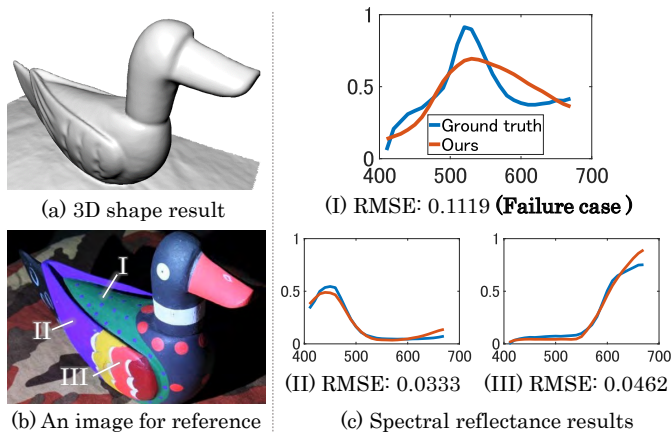 (a) 3D shape result
I
II
III
(b) An image for reference
1
0.5
0
400
500
600
700
Ground truth
Ours
(I) RMSE: 0.1119 (Failure case )
1
0.5
0
400
500
600
700
(II) RMSE: 0.0333
1
0.5
0
400
500
600
700
(III) RMSE: 0.0462
(c) Spectral reflectance results